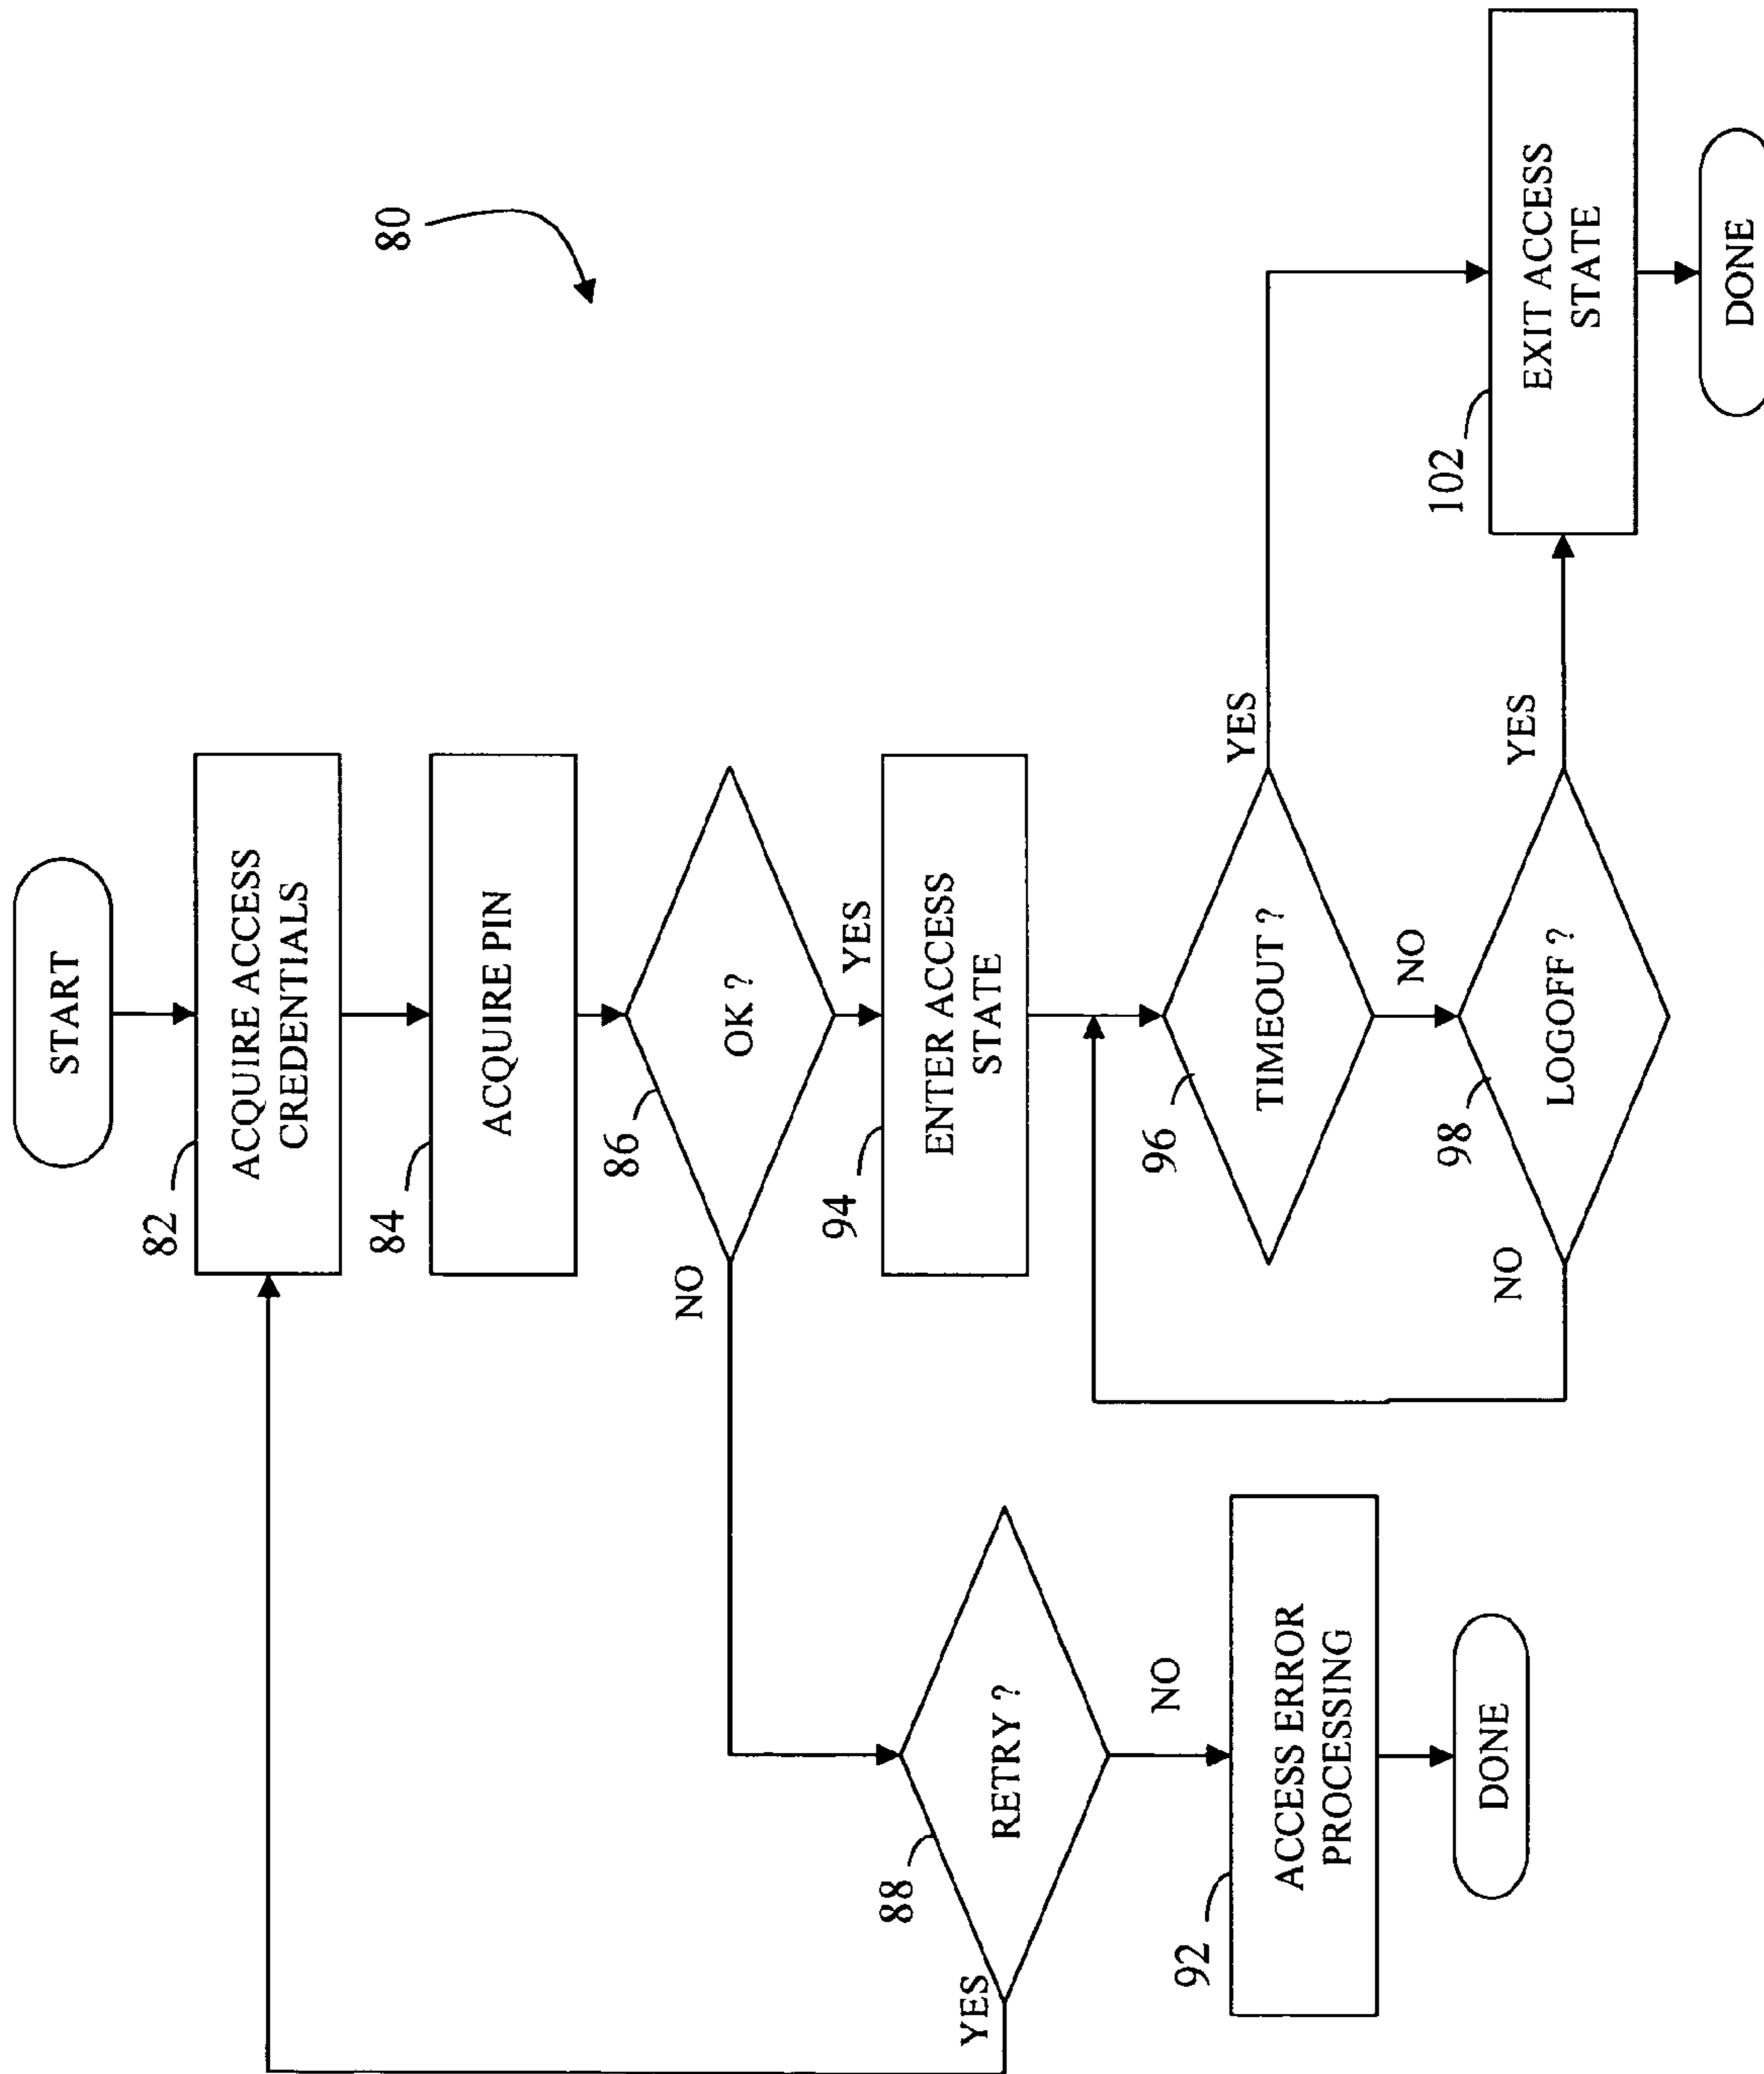 80
START
82
ACQUIRE ACCESS
CREDENTIALS
84
ACQUIRE PIN
86
OK ?
NO
YES
94
ENTER ACCESS
STATE
88
RETRY ?
YES
NO
92
ACCESS ERROR
PROCESSING
DONE
96
TIMEOUT ?
YES
NO
98
LOGOFF ?
NO
YES
102
EXIT ACCESS
STATE
DONE